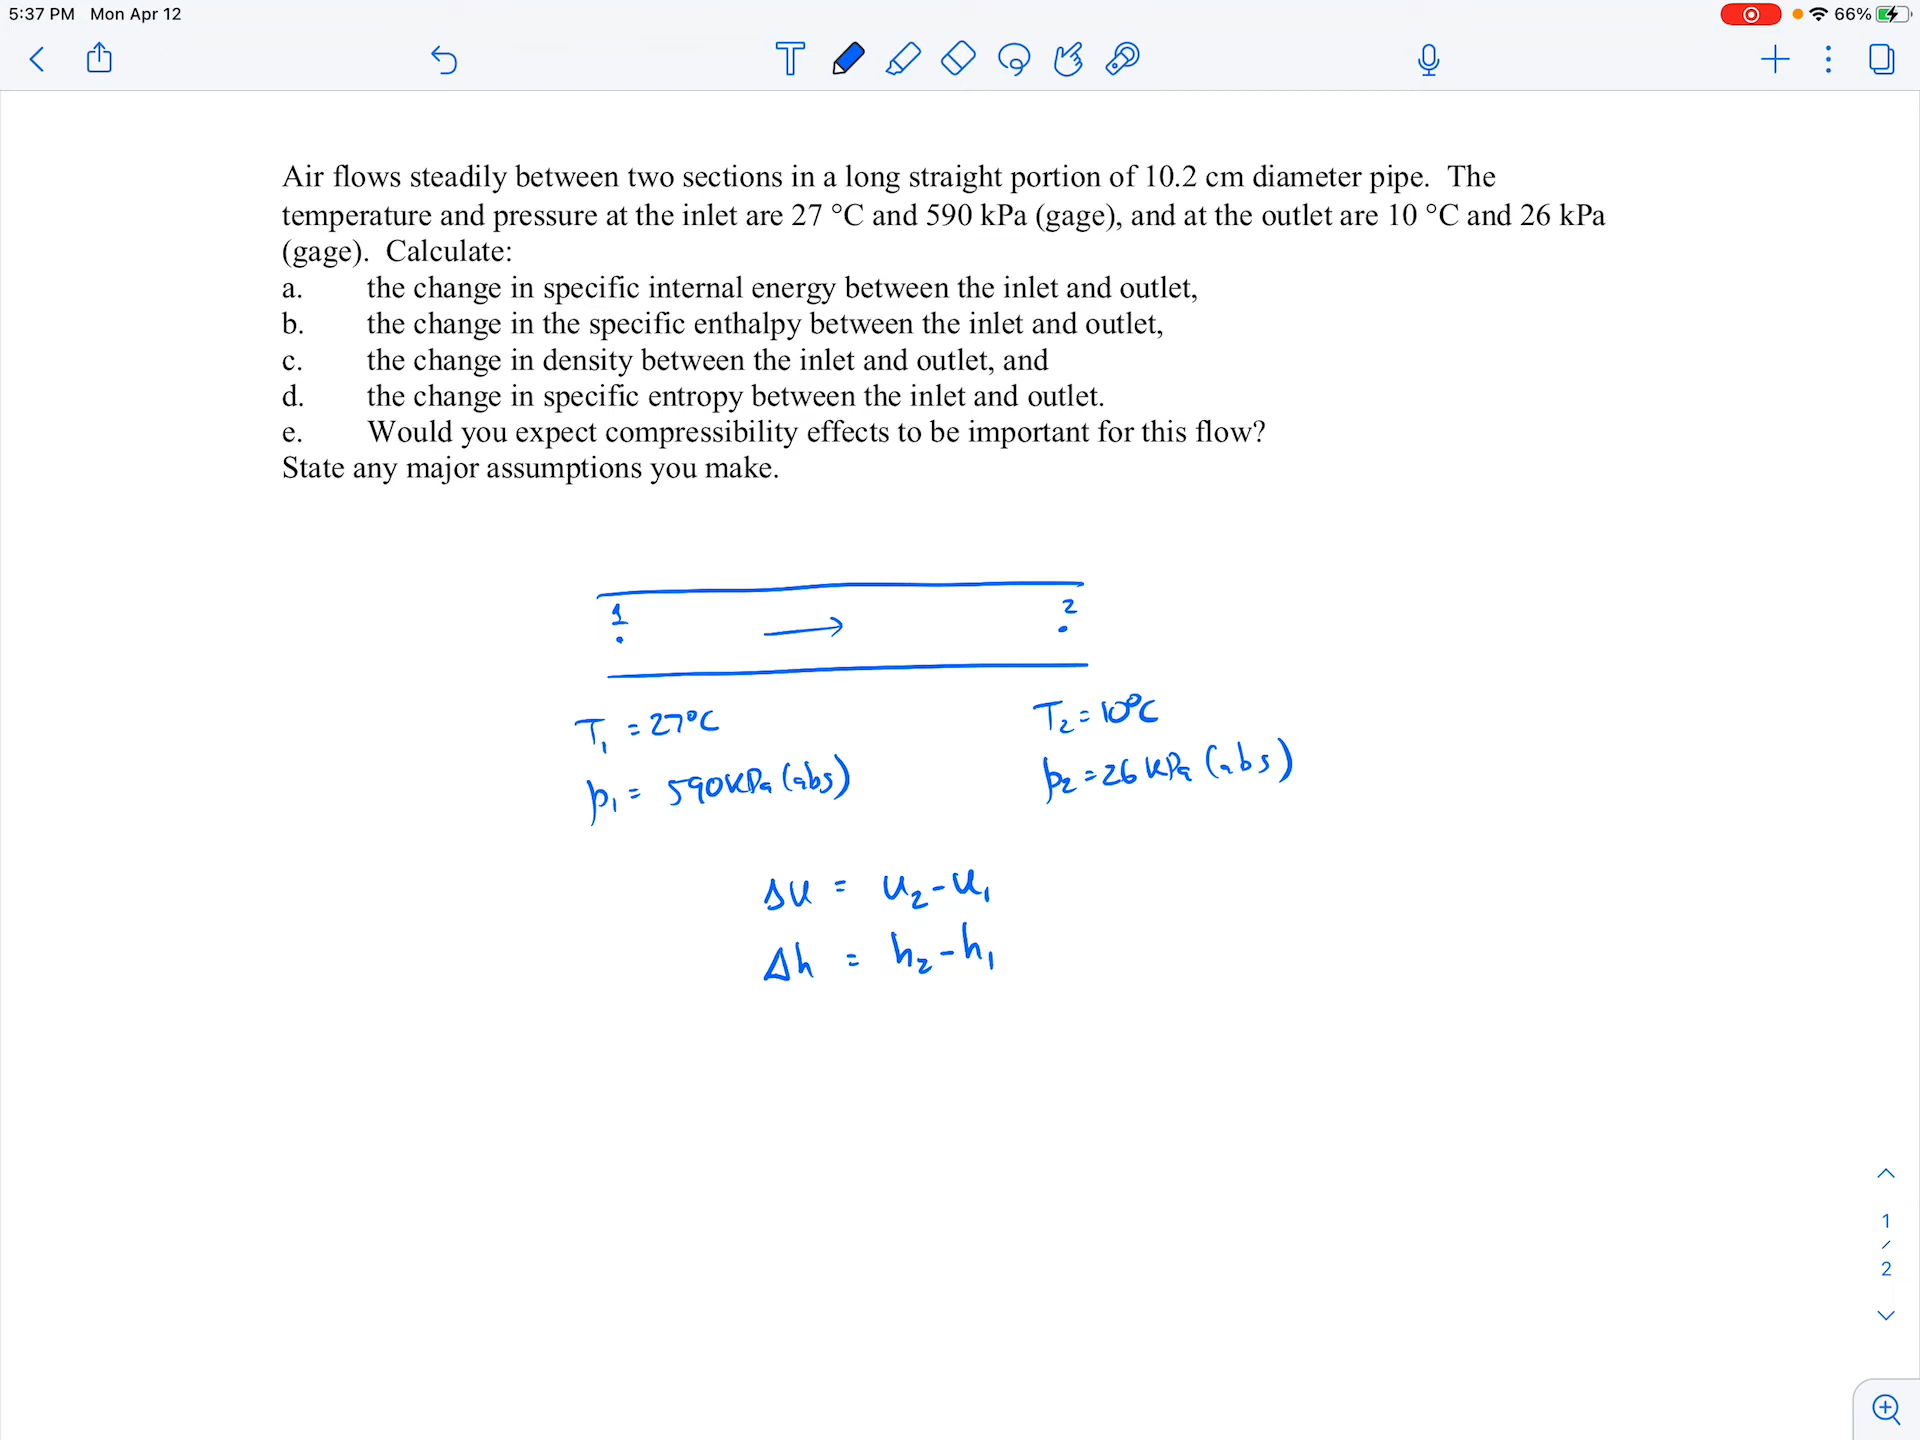 5:37 PM Mon Apr 12
66%
Air flows steadily between two sections in a long straight portion of 10.2 cm diameter pipe. The
temperature and pressure at the inlet are 27 °C and 590 kPa (gage), and at the outlet are 10 °C and 26 kPa
(gage). Calculate:
a. the change in specific internal energy between the inlet and outlet,
b. the change in the specific enthalpy between the inlet and outlet,
c. the change in density between the inlet and outlet, and
d. the change in specific entropy between the inlet and outlet.
e. Would you expect compressibility effects to be important for this flow?
State any major assumptions you make.
1 2
T₁ = 27°C T₂ = 10°C
p₁ = 590 kPa (abs) p₂ = 26 kPa (abs)
Δu = u₂ - u₁
Δh = h₂ - h₁
1
/
2